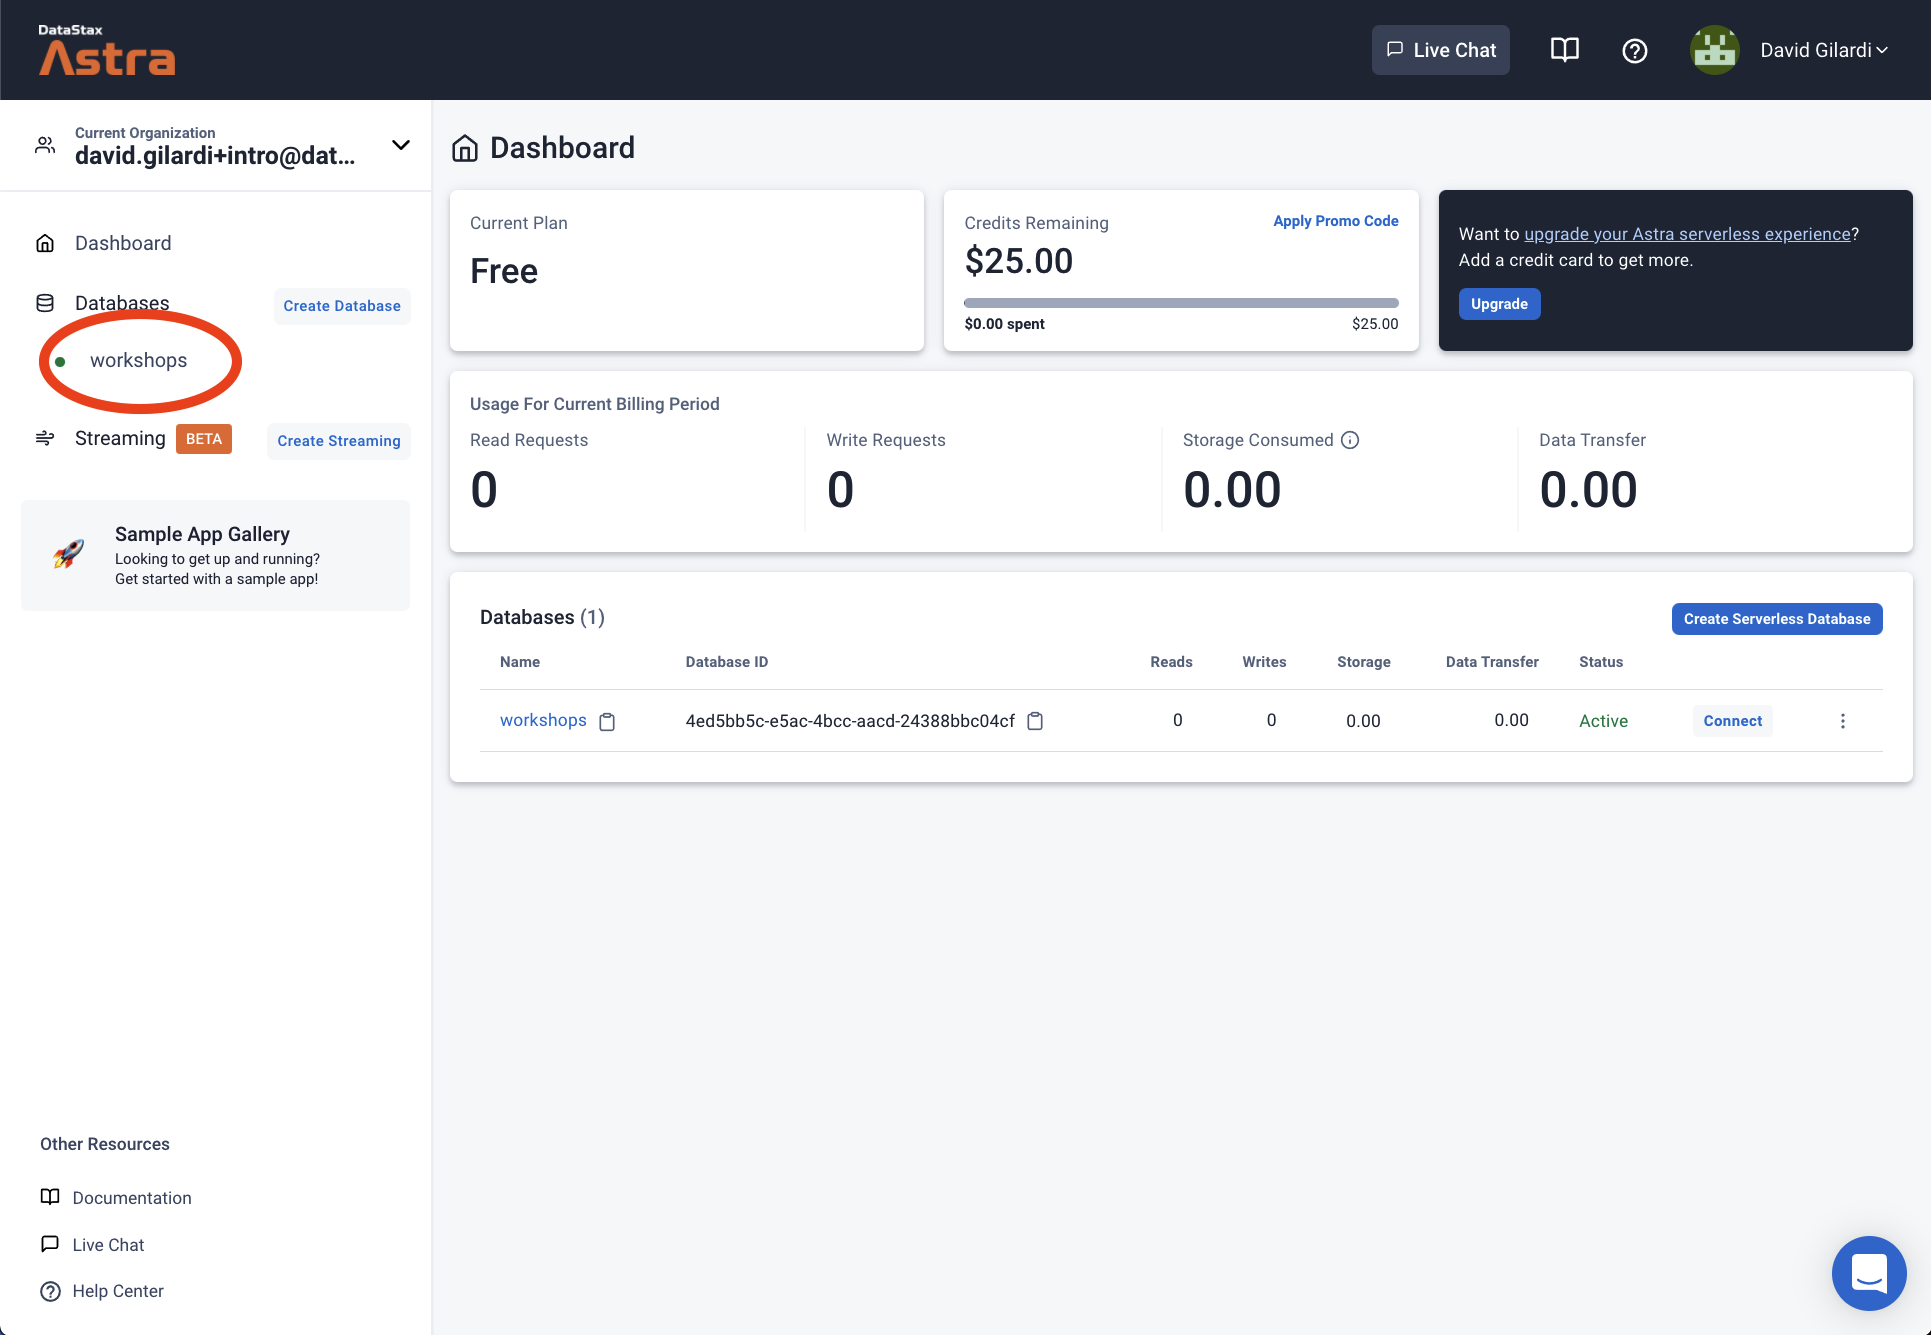 DataStax
Astra
Live Chat
David Gilardi
Current Organization
david.gilardi+intro@dat...
Dashboard
Databases
Create Database
workshops
Streaming
BETA
Create Streaming
Sample App Gallery
Looking to get up and running?
Get started with a sample app!
Other Resources
Documentation
Live Chat
Help Center
Dashboard
Current Plan
Free
Credits Remaining
Apply Promo Code
$25.00
$0.00 spent
$25.00
Want to upgrade your Astra serverless experience?
Add a credit card to get more.
Upgrade
Usage For Current Billing Period
Read Requests
0
Write Requests
0
Storage Consumed
0.00
Data Transfer
0.00
Databases (1)
Create Serverless Database
Name Database ID Reads Writes Storage Data Transfer Status
workshops 4ed5bb5c-e5ac-4bcc-aacd-24388bbc04cf 0 0 0.00 0.00 Active Connect